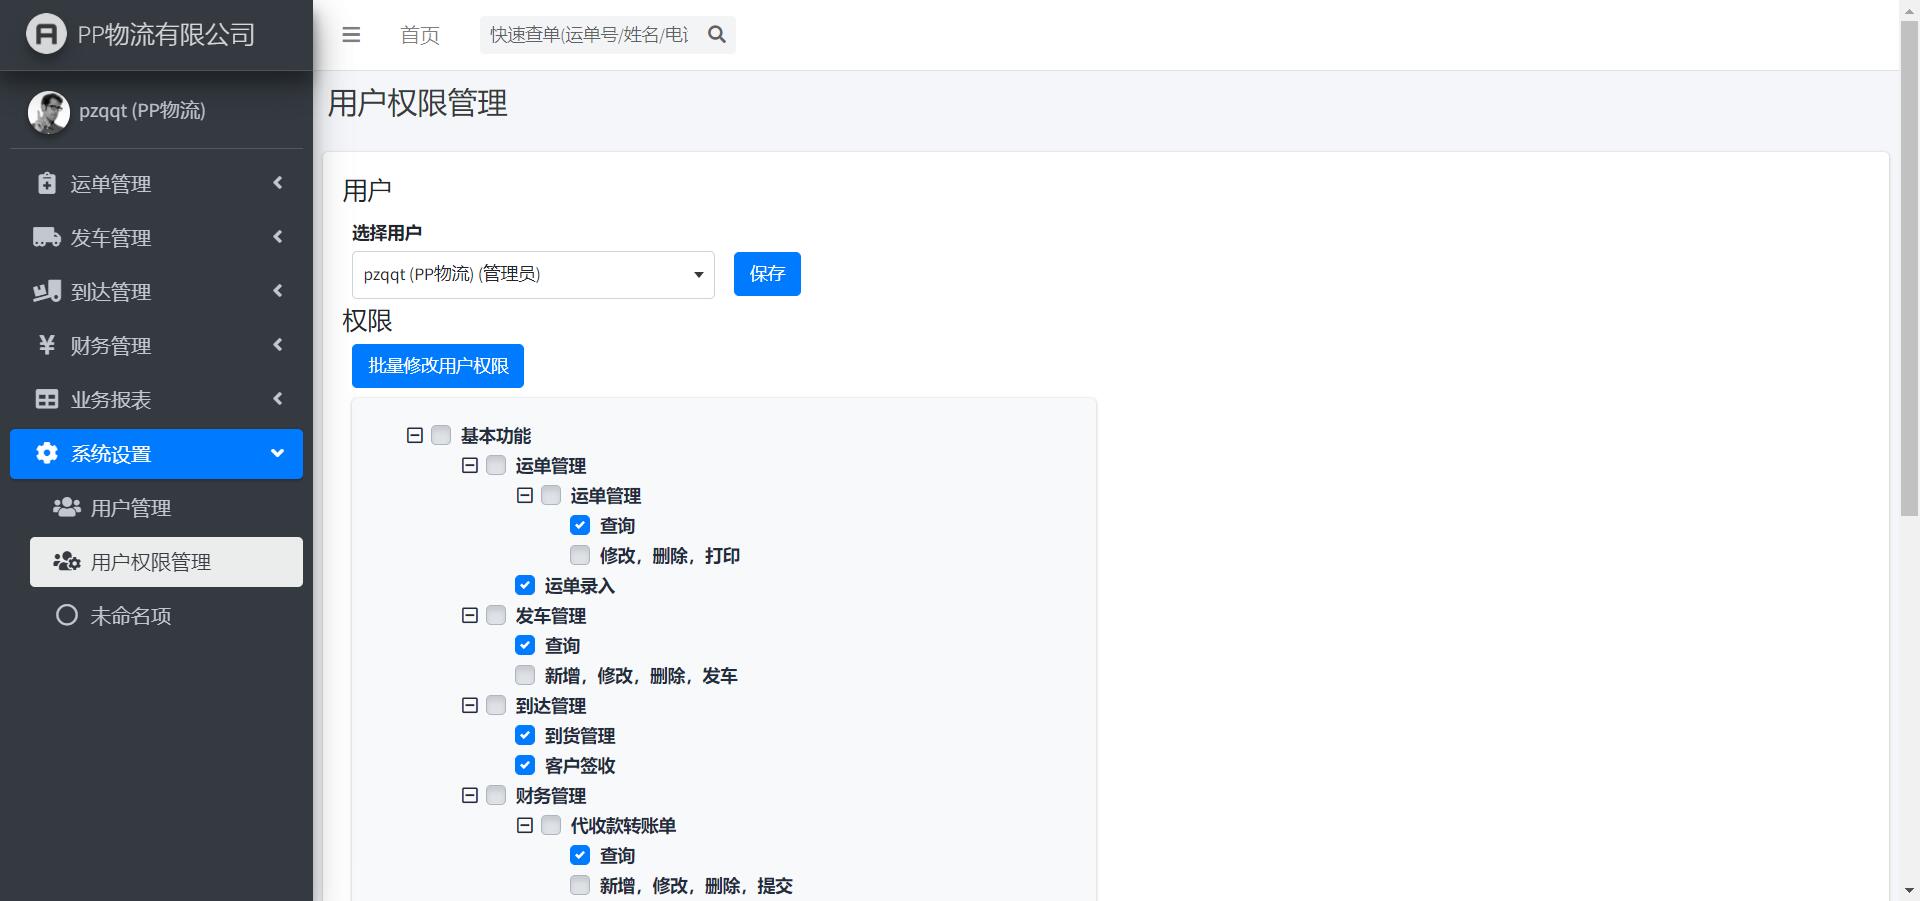 PP物流有限公司
首页
快速查单(运单号/姓名/电
pzqqt (PP物流)
运单管理
发车管理
到达管理
财务管理
业务报表
系统设置
用户管理
用户权限管理
未命名项
用户权限管理
用户
选择用户
pzqqt (PP物流) (管理员)
保存
权限
批量修改用户权限
基本功能
运单管理
运单管理
查询
修改，删除，打印
运单录入
发车管理
查询
新增，修改，删除，发车
到达管理
到货管理
客户签收
财务管理
代收款转账单
查询
新增，修改，删除，提交